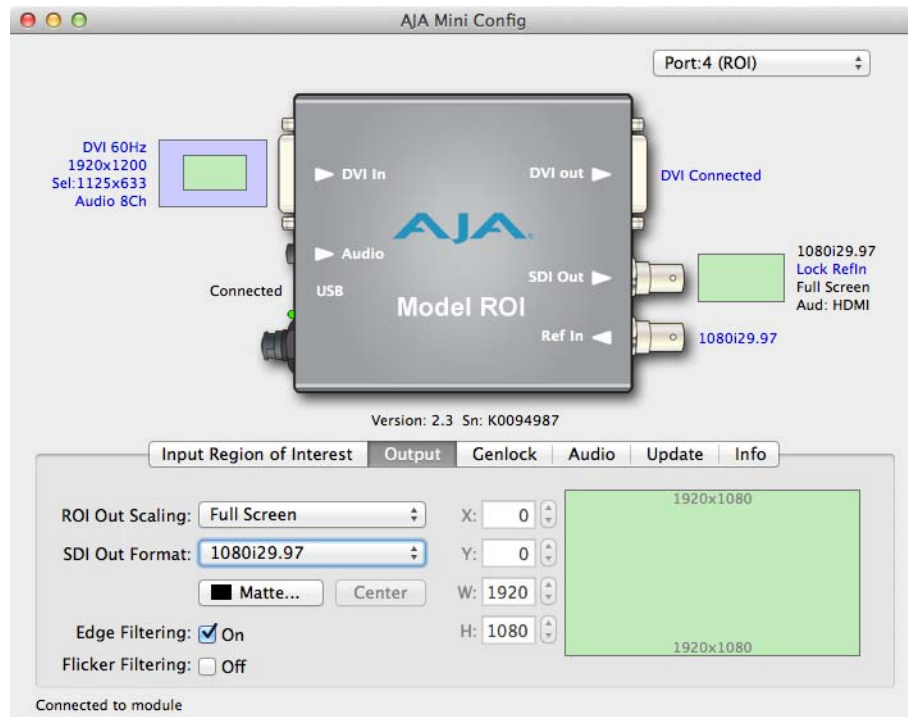 AJA Mini Config
Port:4 (ROI)
DVI 60Hz
1920x1200
Sel:1125x633
Audio 8Ch
DVI In
DVI out
DVI Connected
AJA
Audio
Connected
USB
SDI Out
Model ROI
Ref In
1080i29.97
Lock RefIn
Full Screen
Aud: HDMI
1080i29.97
Version: 2.3 Sn: K0094987
Input Region of Interest
Output
Genlock
Audio
Update
Info
ROI Out Scaling: Full Screen
SDI Out Format: 1080i29.97
Matte...
Center
Edge Filtering: On
Flicker Filtering: Off
X: 0
Y: 0
W: 1920
H: 1080
1920x1080
1920x1080
Connected to module